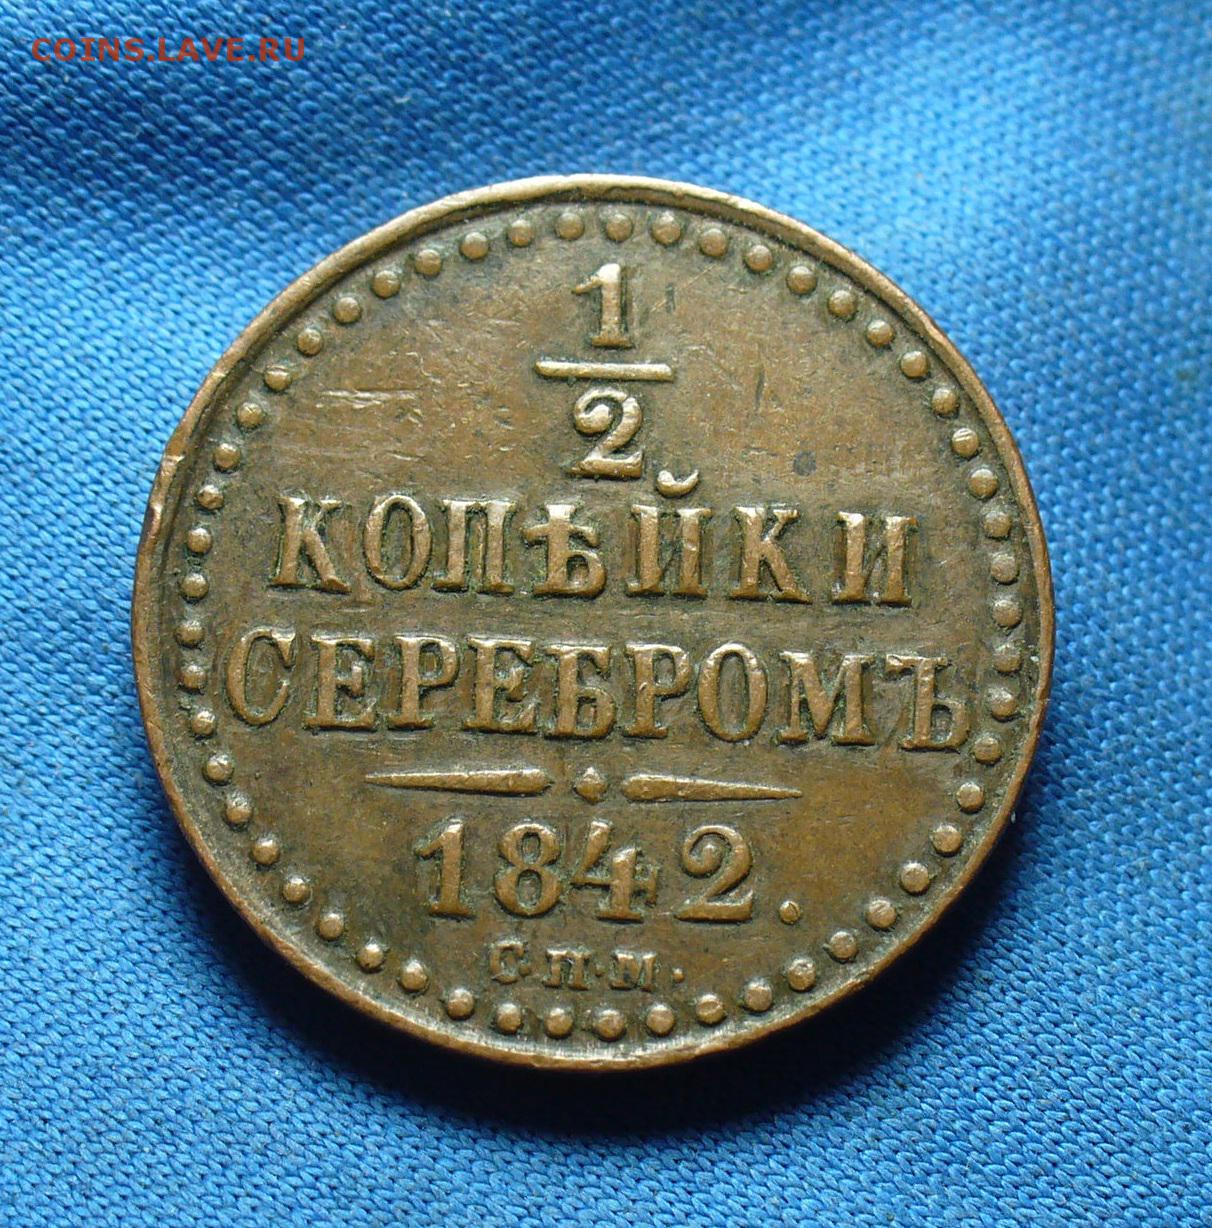 COINS.LAVE.RU
1
2
КОПѢЙКИ
СЕРЕБРОМЪ
1842.
С.П.М.